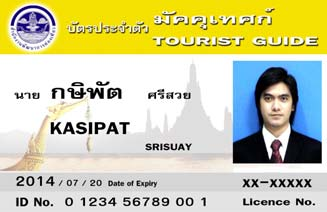 บัตรประจำตัว มัคคุเทศก์
TOURIST GUIDE
นาย กษิพัต ศรีสวย
KASIPAT
SRISUAY
2014 / 07 / 20 Date of Expiry
XX-XXXXX
ID No. 0 1234 56789 00 1
Licence No.